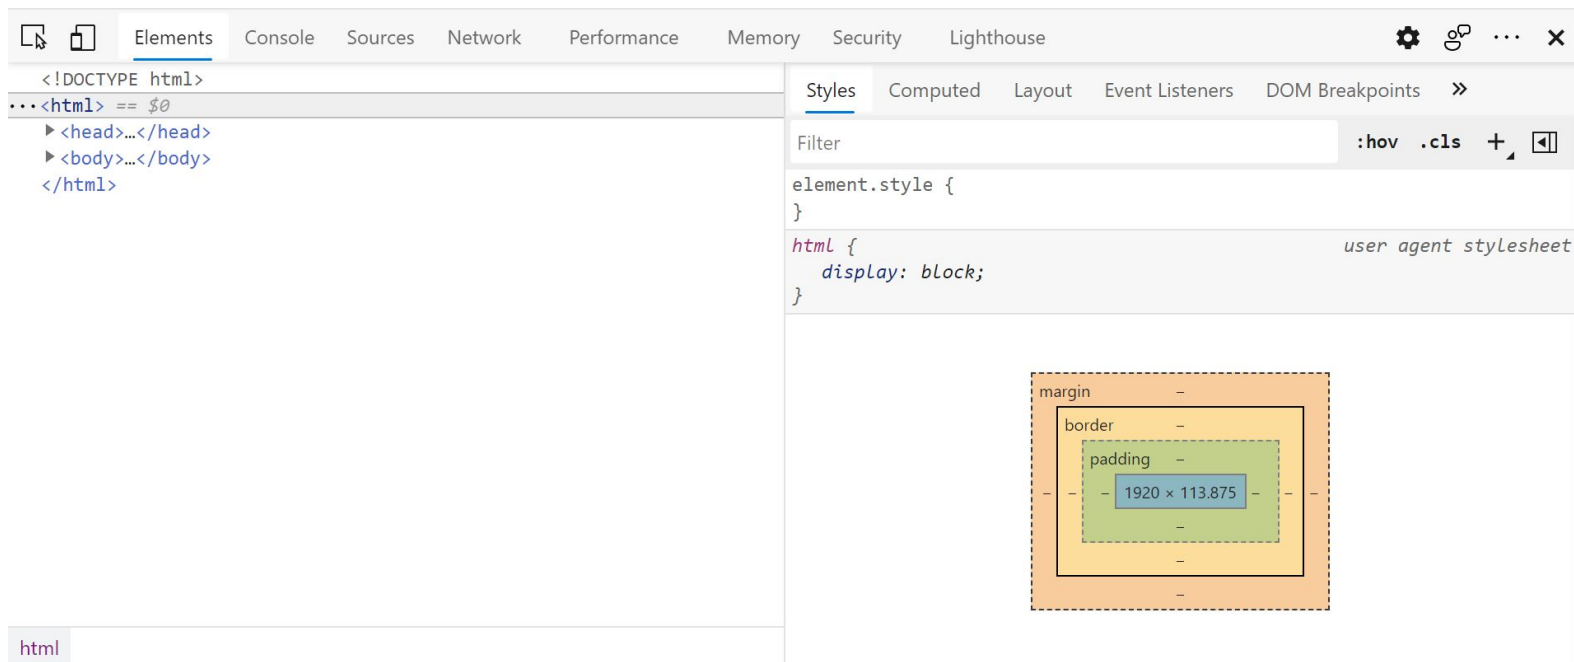 Elements Console Sources Network Performance Memory Security Lighthouse ···
<!DOCTYPE html>
···<html> == $0
<head>…</head>
<body>…</body>
</html>
html
Styles Computed Layout Event Listeners DOM Breakpoints »
Filter :hov .cls +
element.style {
}
html { user agent stylesheet
display: block;
}
margin –
border –
padding –
– – – 1920 × 113.875 – – –
–
–
–